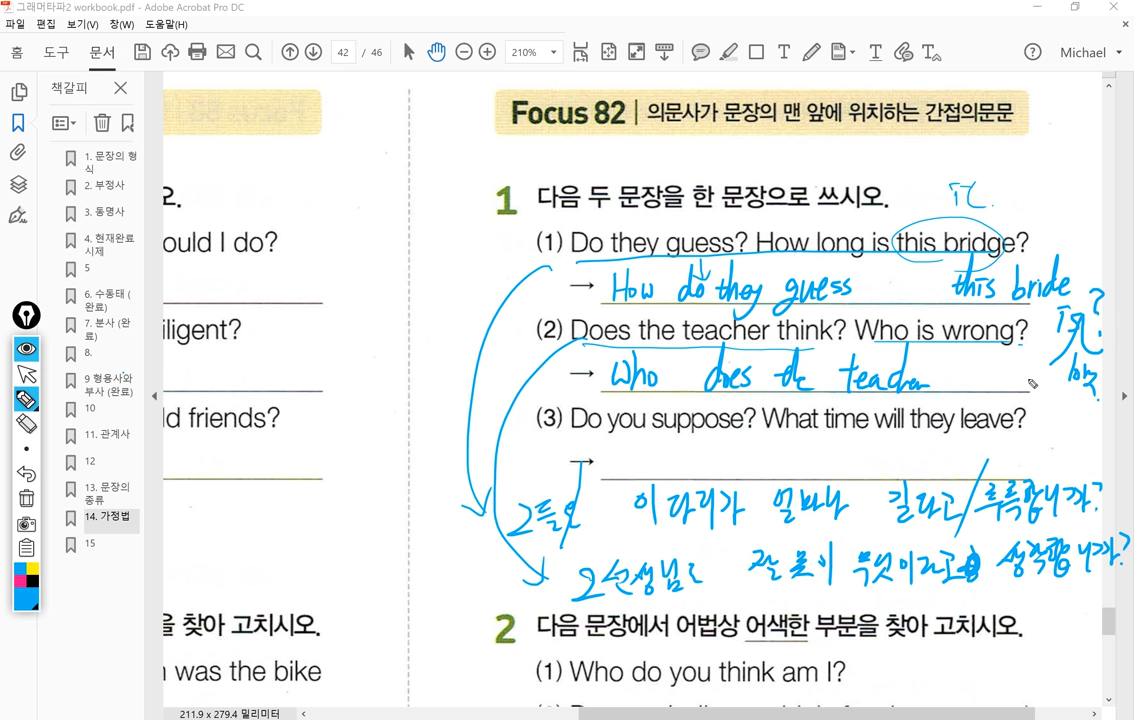 그래머타파2 workbook.pdf - Adobe Acrobat Pro DC
파일 편집 보기(V) 창(W) 도움말(H)
홈 도구 문서 42 / 46 210% Michael
책갈피
1. 문장의 형식
2. 부정사
3. 동명사
4. 현재완료 시제
5
6. 수동태 (완료)
7. 분사 (완료)
8.
9 형용사와 부사 (완료)
10
11. 관계사
12
13. 문장의 종류
14. 가정법
15
오.
ould I do?
iligent?
ld friends?
을 찾아 고치시오.
was the bike
Focus 82 의문사가 문장의 맨 앞에 위치하는 간접의문문
1 다음 두 문장을 한 문장으로 쓰시오.
(1) Do they guess? How long is this bridge?
→ How do they guess this bride
(2) Does the teacher think? Who is wrong?
→ Who does teacher
(3) Do you suppose? What time will they leave?
→
그들은 이 다리가 얼마나 길다고 추측합니까?
그 선생님은 잘못이 무엇이라고 생각합니까?
2 다음 문장에서 어법상 어색한 부분을 찾아 고치시오.
(1) Who do you think am I?
211.9 x 279.4 밀리미터